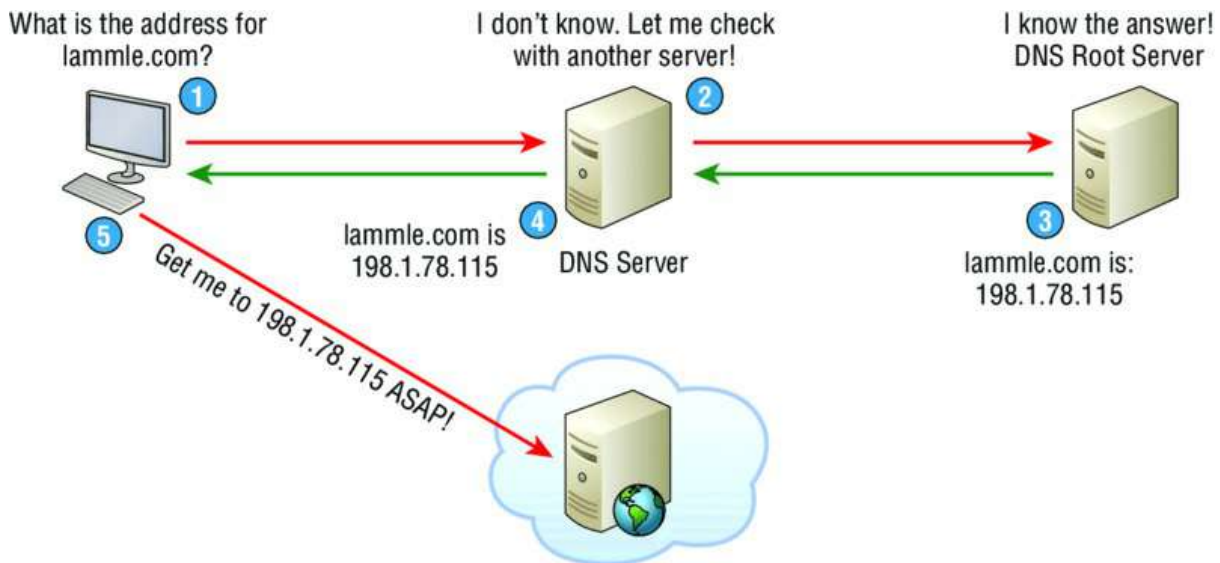 What is the address for
lammle.com?
1
I don't know. Let me check
with another server!
2
I know the answer!
DNS Root Server
3
lammle.com is:
198.1.78.115
4
lammle.com is
198.1.78.115
DNS Server
5
Get me to 198.1.78.115 ASAP!